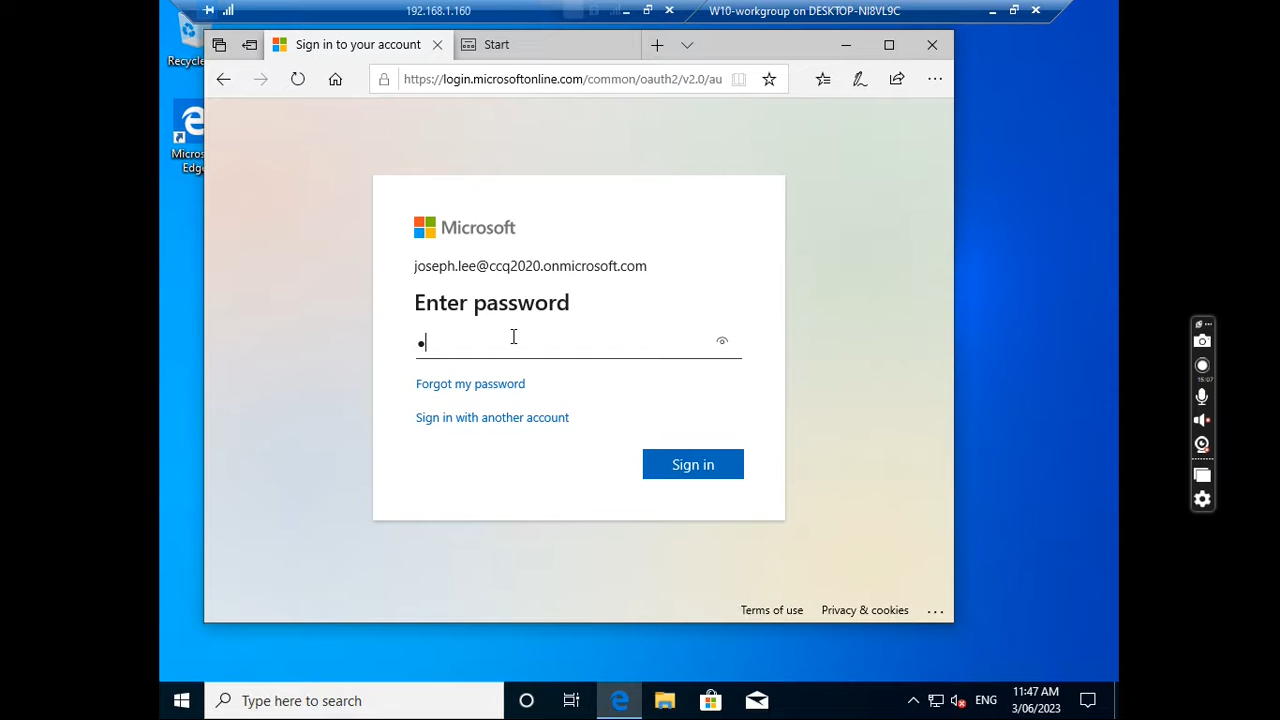 192.168.1.160
W10-workgroup on DESKTOP-NI8VL9C
Recycle
Sign in to your account
Start
https://login.microsoftonline.com/common/oauth2/v2.0/au
Micros
Edge
Microsoft
joseph.lee@ccq2020.onmicrosoft.com
Enter password
Forgot my password
Sign in with another account
Sign in
Terms of use
Privacy & cookies
15:07
Type here to search
ENG
11:47 AM
3/06/2023